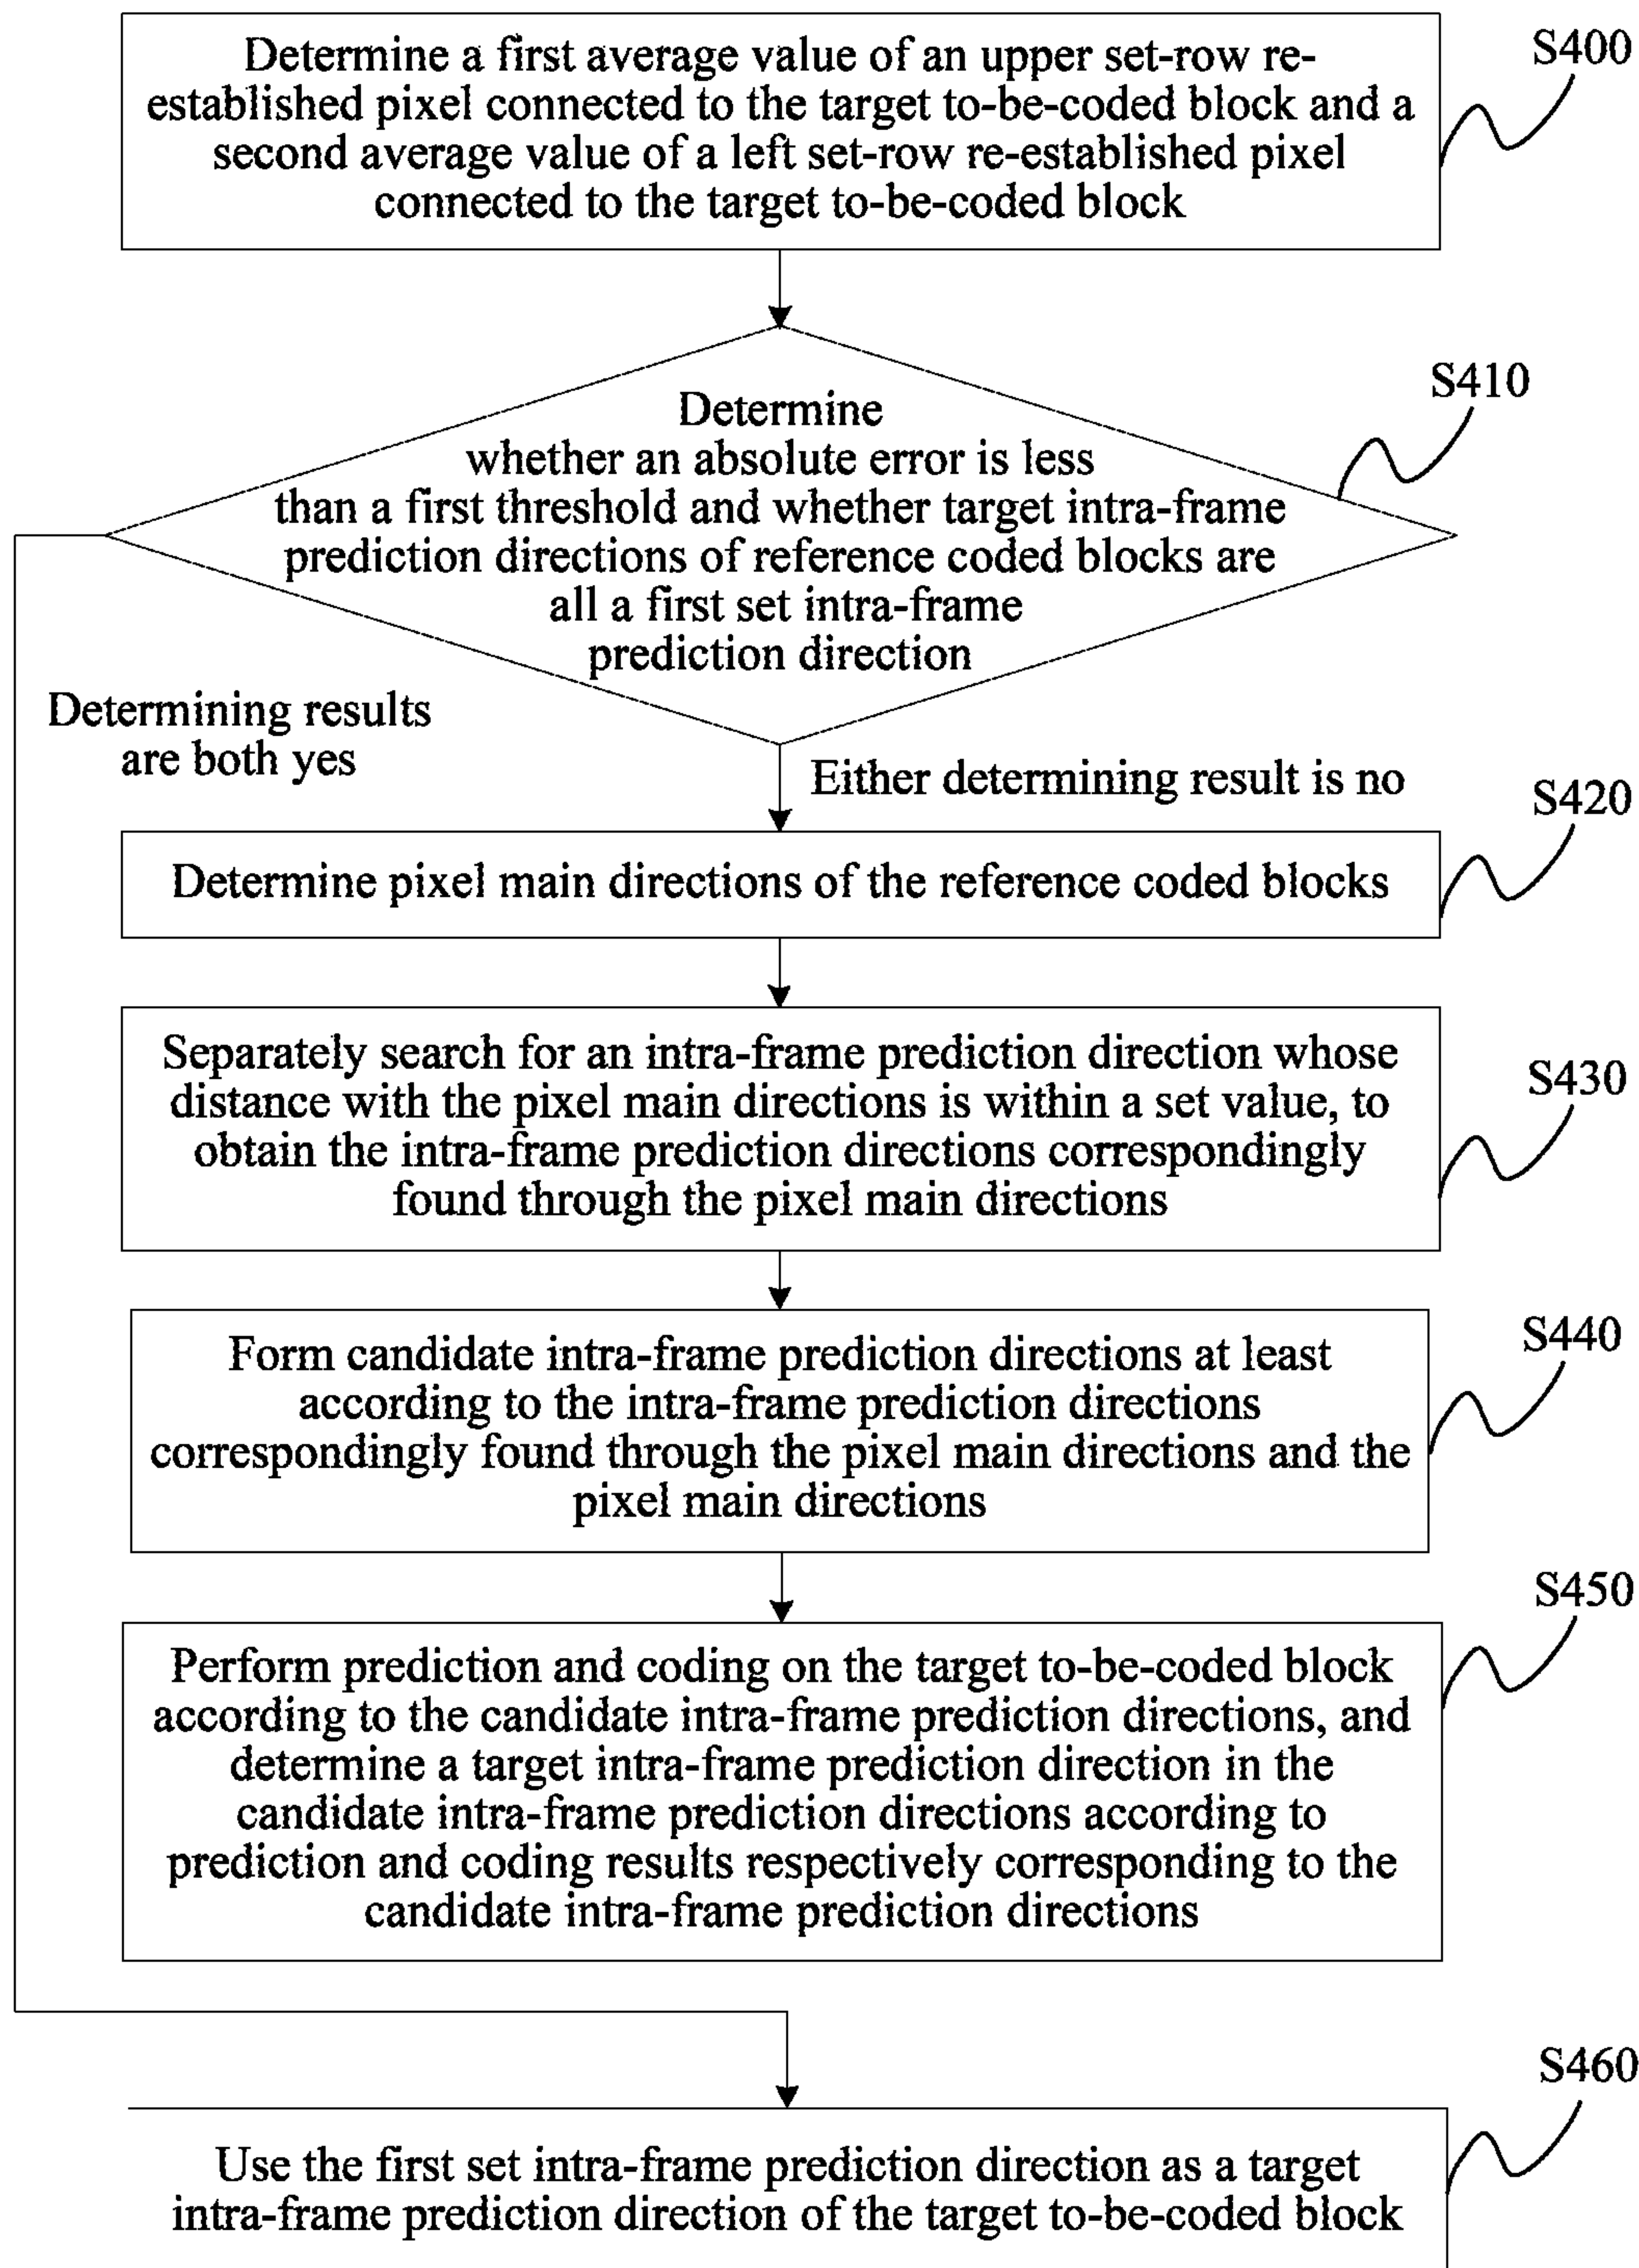 Determine a first average value of an upper set-row re-
established pixel connected to the target to-be-coded block and a
second average value of a left set-row re-established pixel
connected to the target to-be-coded block
S400
Determine
whether an absolute error is less
than a first threshold and whether target intra-frame
prediction directions of reference coded blocks are
all a first set intra-frame
prediction direction
S410
Determining results
are both yes
Either determining result is no
S420
Determine pixel main directions of the reference coded blocks
Separately search for an intra-frame prediction direction whose
distance with the pixel main directions is within a set value, to
obtain the intra-frame prediction directions correspondingly
found through the pixel main directions
S430
Form candidate intra-frame prediction directions at least
according to the intra-frame prediction directions
correspondingly found through the pixel main directions and the
pixel main directions
S440
Perform prediction and coding on the target to-be-coded block
according to the candidate intra-frame prediction directions, and
determine a target intra-frame prediction direction in the
candidate intra-frame prediction directions according to
prediction and coding results respectively corresponding to the
candidate intra-frame prediction directions
S450
Use the first set intra-frame prediction direction as a target
intra-frame prediction direction of the target to-be-coded block
S460